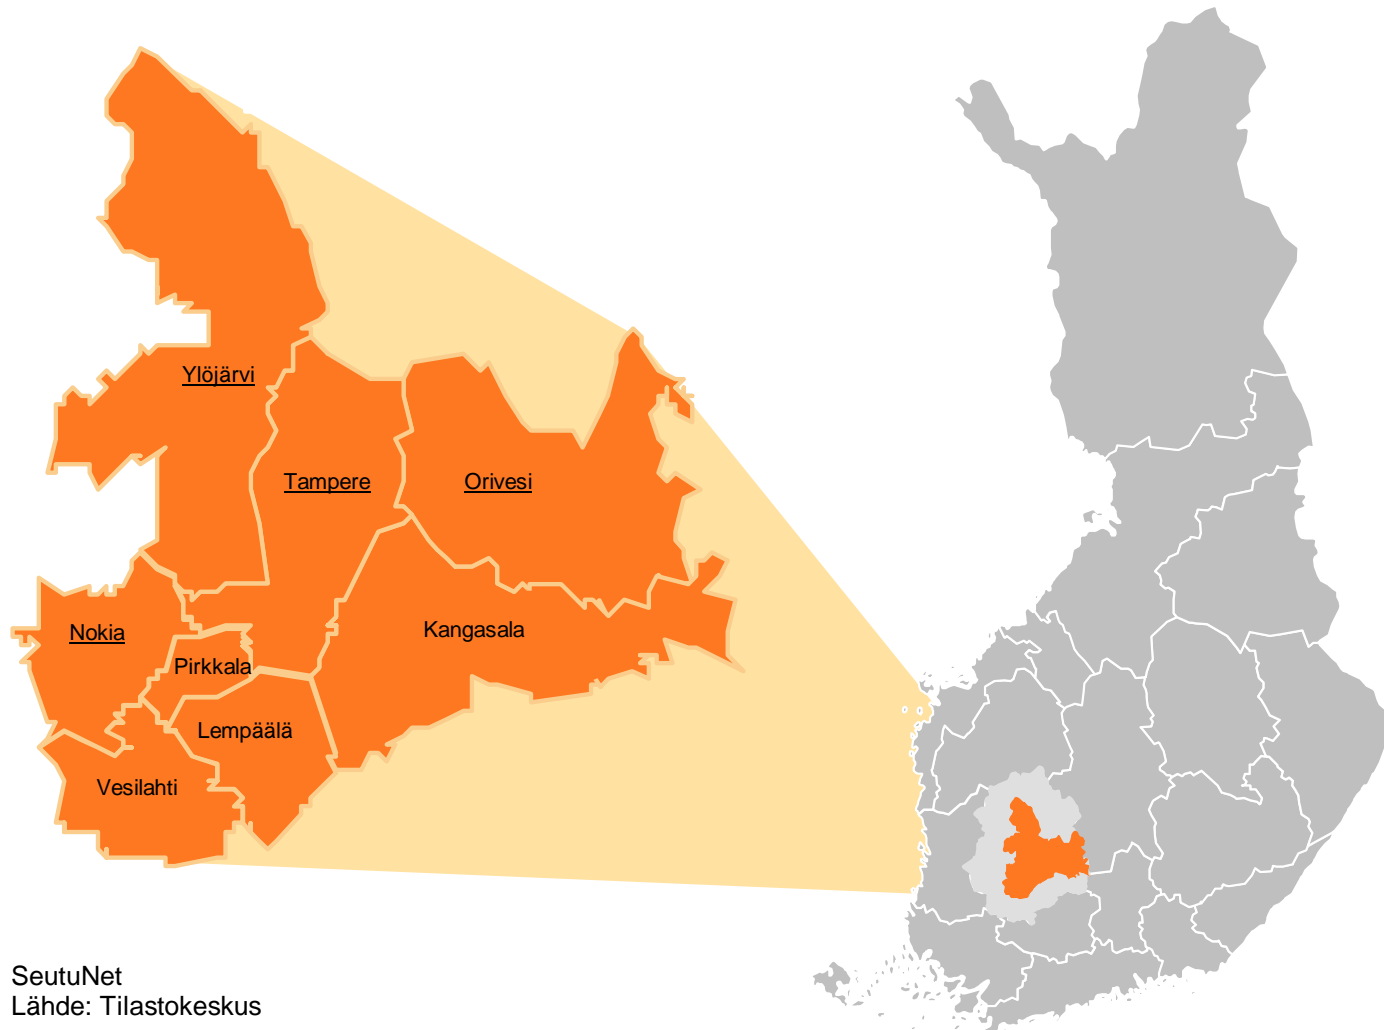 Ylöjärvi
Tampere
Orivesi
Nokia
Kangasala
Pirkkala
Lempäälä
Vesilahti
SeutuNet
Lähde: Tilastokeskus